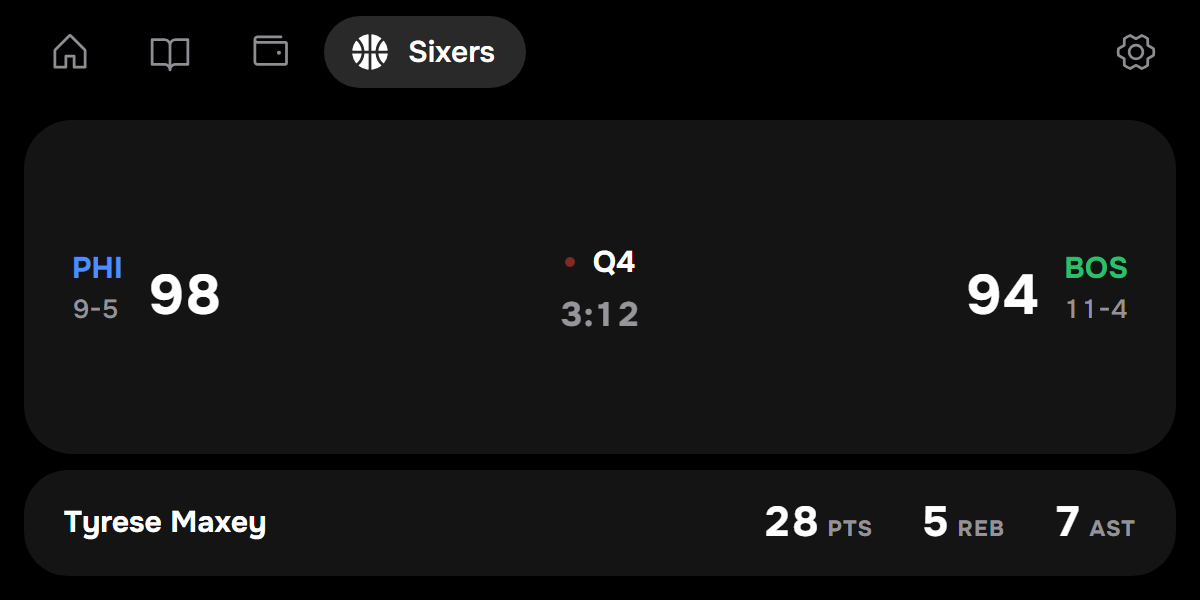 Sixers
PHI
9-5
98
Q4
3:12
94
BOS
11-4
Tyrese Maxey
28 PTS
5 REB
7 AST